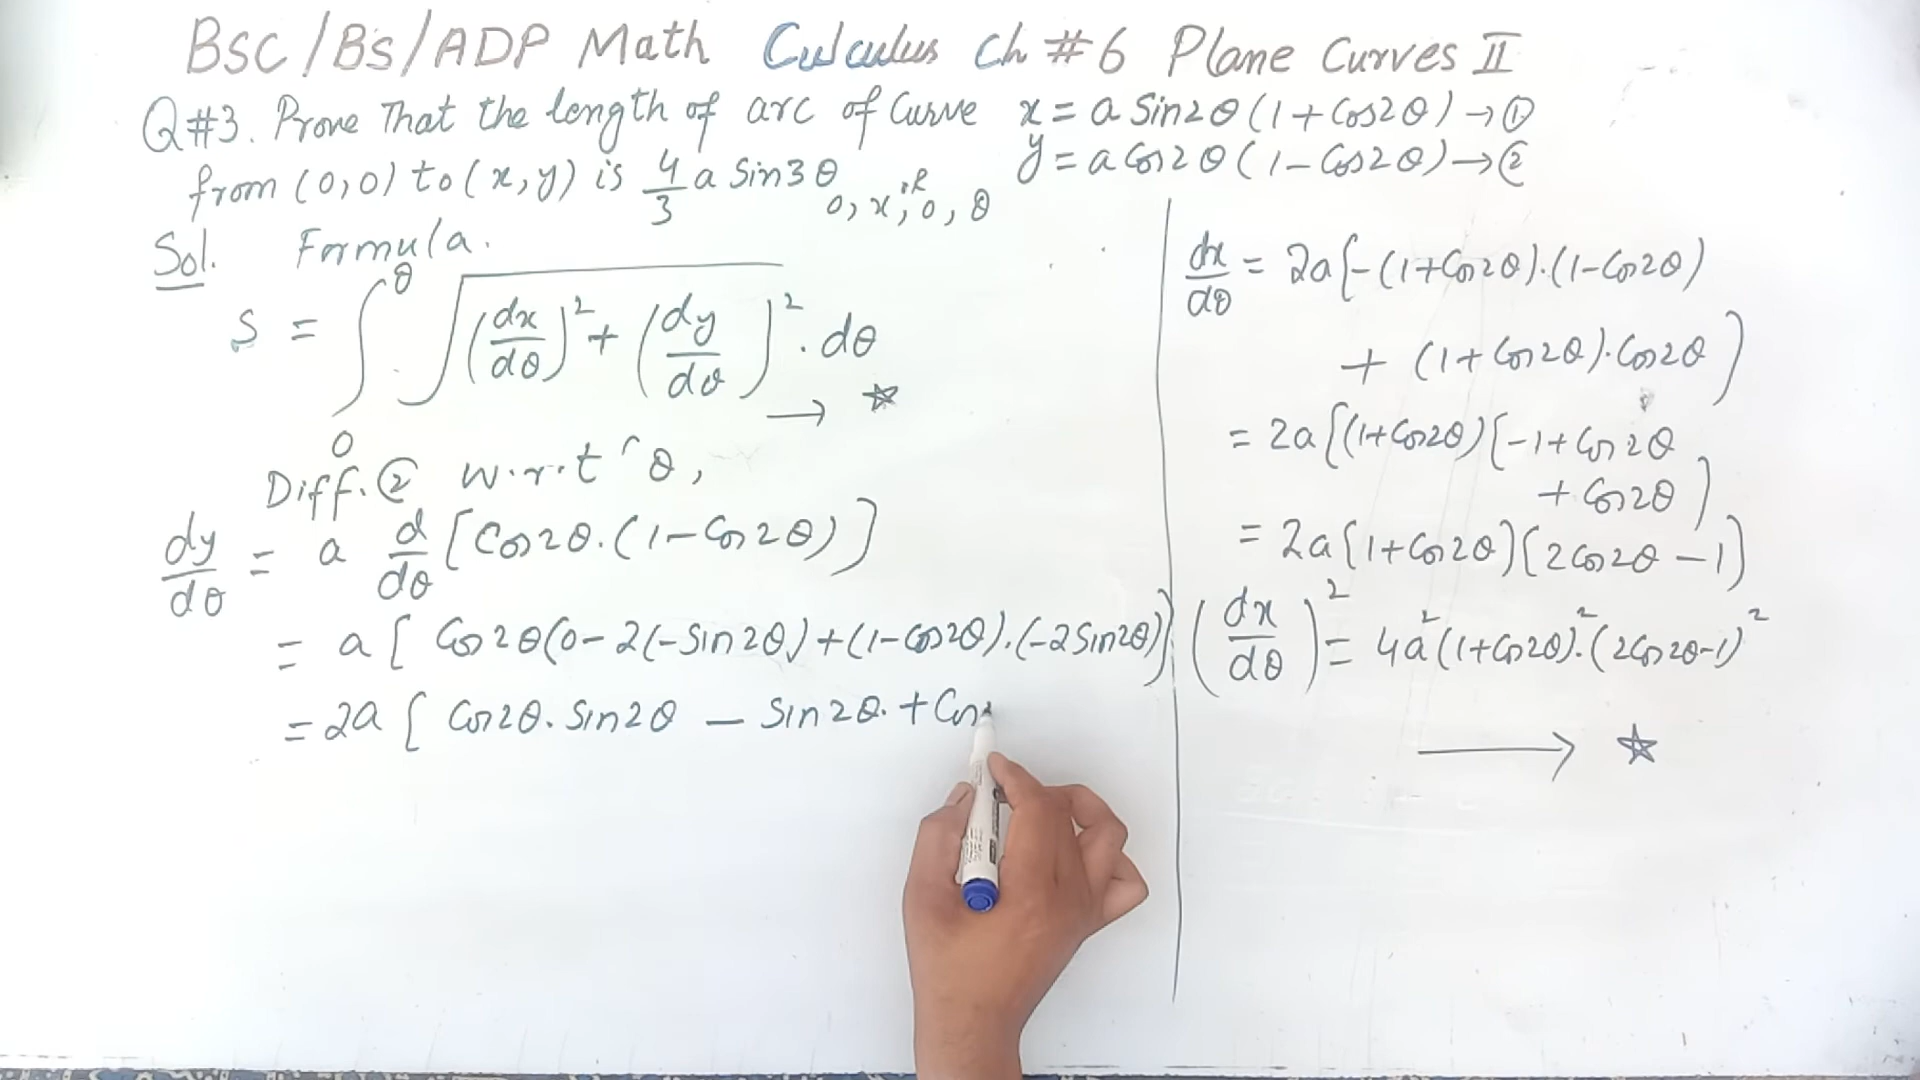 BSC/BS/ADP Math Calculus Ch #6 Plane Curves II
Q#3. Prove That the length of arc of Curve x = a Sin2θ(1+Cos2θ) → ①
y = a Cos2θ(1-Cos2θ) → ②
from (0,0) to (x,y) is 4/3 a Sin3θ
0, x, 0, θ
Sol. Formula.
S = ∫₀^θ √((dx/dθ)² + (dy/dθ)²) . dθ
→ ☆
Diff. ② w.r.t 'θ,
dy/dθ = a d/dθ [Cos2θ.(1-Cos2θ)]
= a [ Cos2θ(0-2(-Sin2θ)+(1-Cos2θ).(-2Sin2θ)]
= 2a [ Cos2θ. Sin2θ - Sin2θ. + Cos
dx/dθ = 2a[-(1+Cos2θ).(1-Cos2θ)
+ (1+Cos2θ).Cos2θ]
= 2a[(1+Cos2θ)[-1+Cos2θ
+ Cos2θ]
= 2a[1+Cos2θ)[2Cos2θ-1]
(dx/dθ)² = 4a²(1+Cos2θ)².(2Cos2θ-1)²
→ ☆